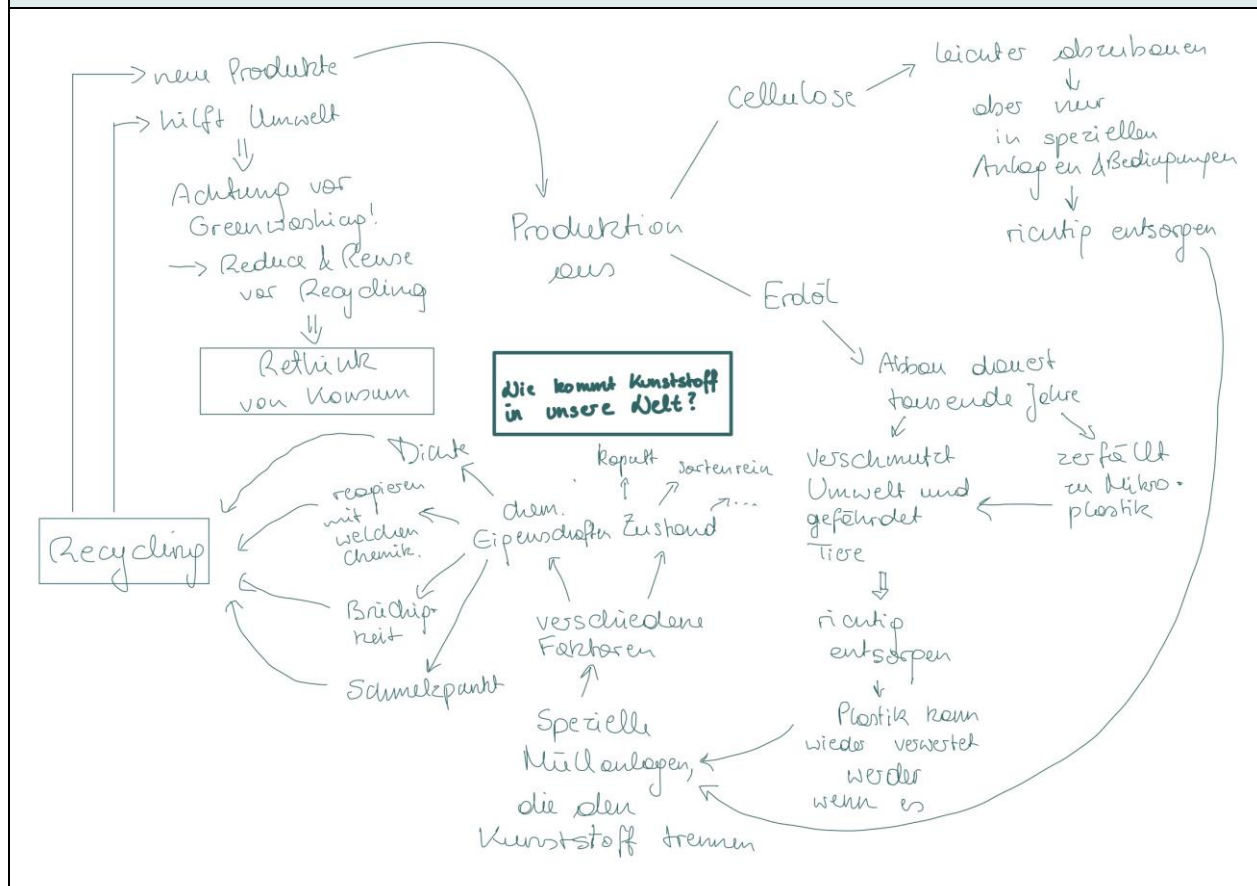 neue Produkte
hilft Umwelt
Achtung vor
Greenwashing!
Reduce & Reuse
vor Recycling
Rethink
von Konsum
Produktion
aus
Cellulose
leichter abzubauen
aber nur
in speziellen
Anlagen & Bedingungen
richtig entsorgen
Erdöl
Abbau dauert
tausende Jahre
zerfällt
zu Mikro-
plastik
verschmutzt
Umwelt und
gefährdet
Tiere
richtig
entsorgen
Plastik kann
wieder verwertet
werden
wenn es
Spezielle
Müllanlagen,
die den
Kunststoff trennen
verschiedene
Faktoren
Zustand
kaputt
sortenrein
...
chem.
Eigenschaften
Dichte
reagieren
mit
welchen
Chemik.
Brüchig-
keit
Schmelzpunkt
Recycling
Wie kommt Kunststoff
in unsere Welt?